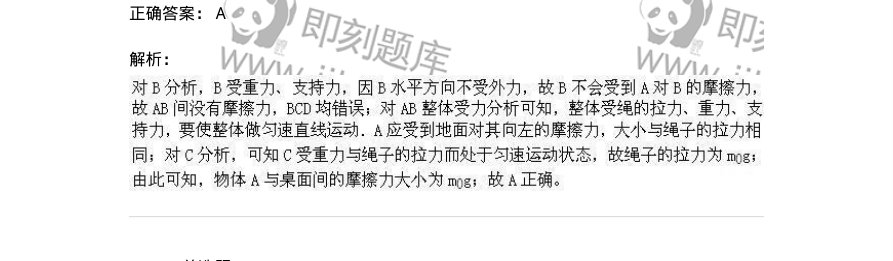 正确答案： A
即刻题库
即
www.
www.
解析：
对 B 分析，B 受重力、支持力，因 B 水平方向不受外力，故 B 不会受到 A 对 B 的摩擦力，
故 AB 间没有摩擦力，BCD 均错误；对 AB 整体受力分析可知，整体受绳的拉力、重力、支
持力，要使整体做匀速直线运动．A 应受到地面对其向左的摩擦力，大小与绳子的拉力相
同；对 C 分析，可知 C 受重力与绳子的拉力而处于匀速运动状态，故绳子的拉力为 m0g；
由此可知，物体 A 与桌面间的摩擦力大小为 m0g；故 A 正确。